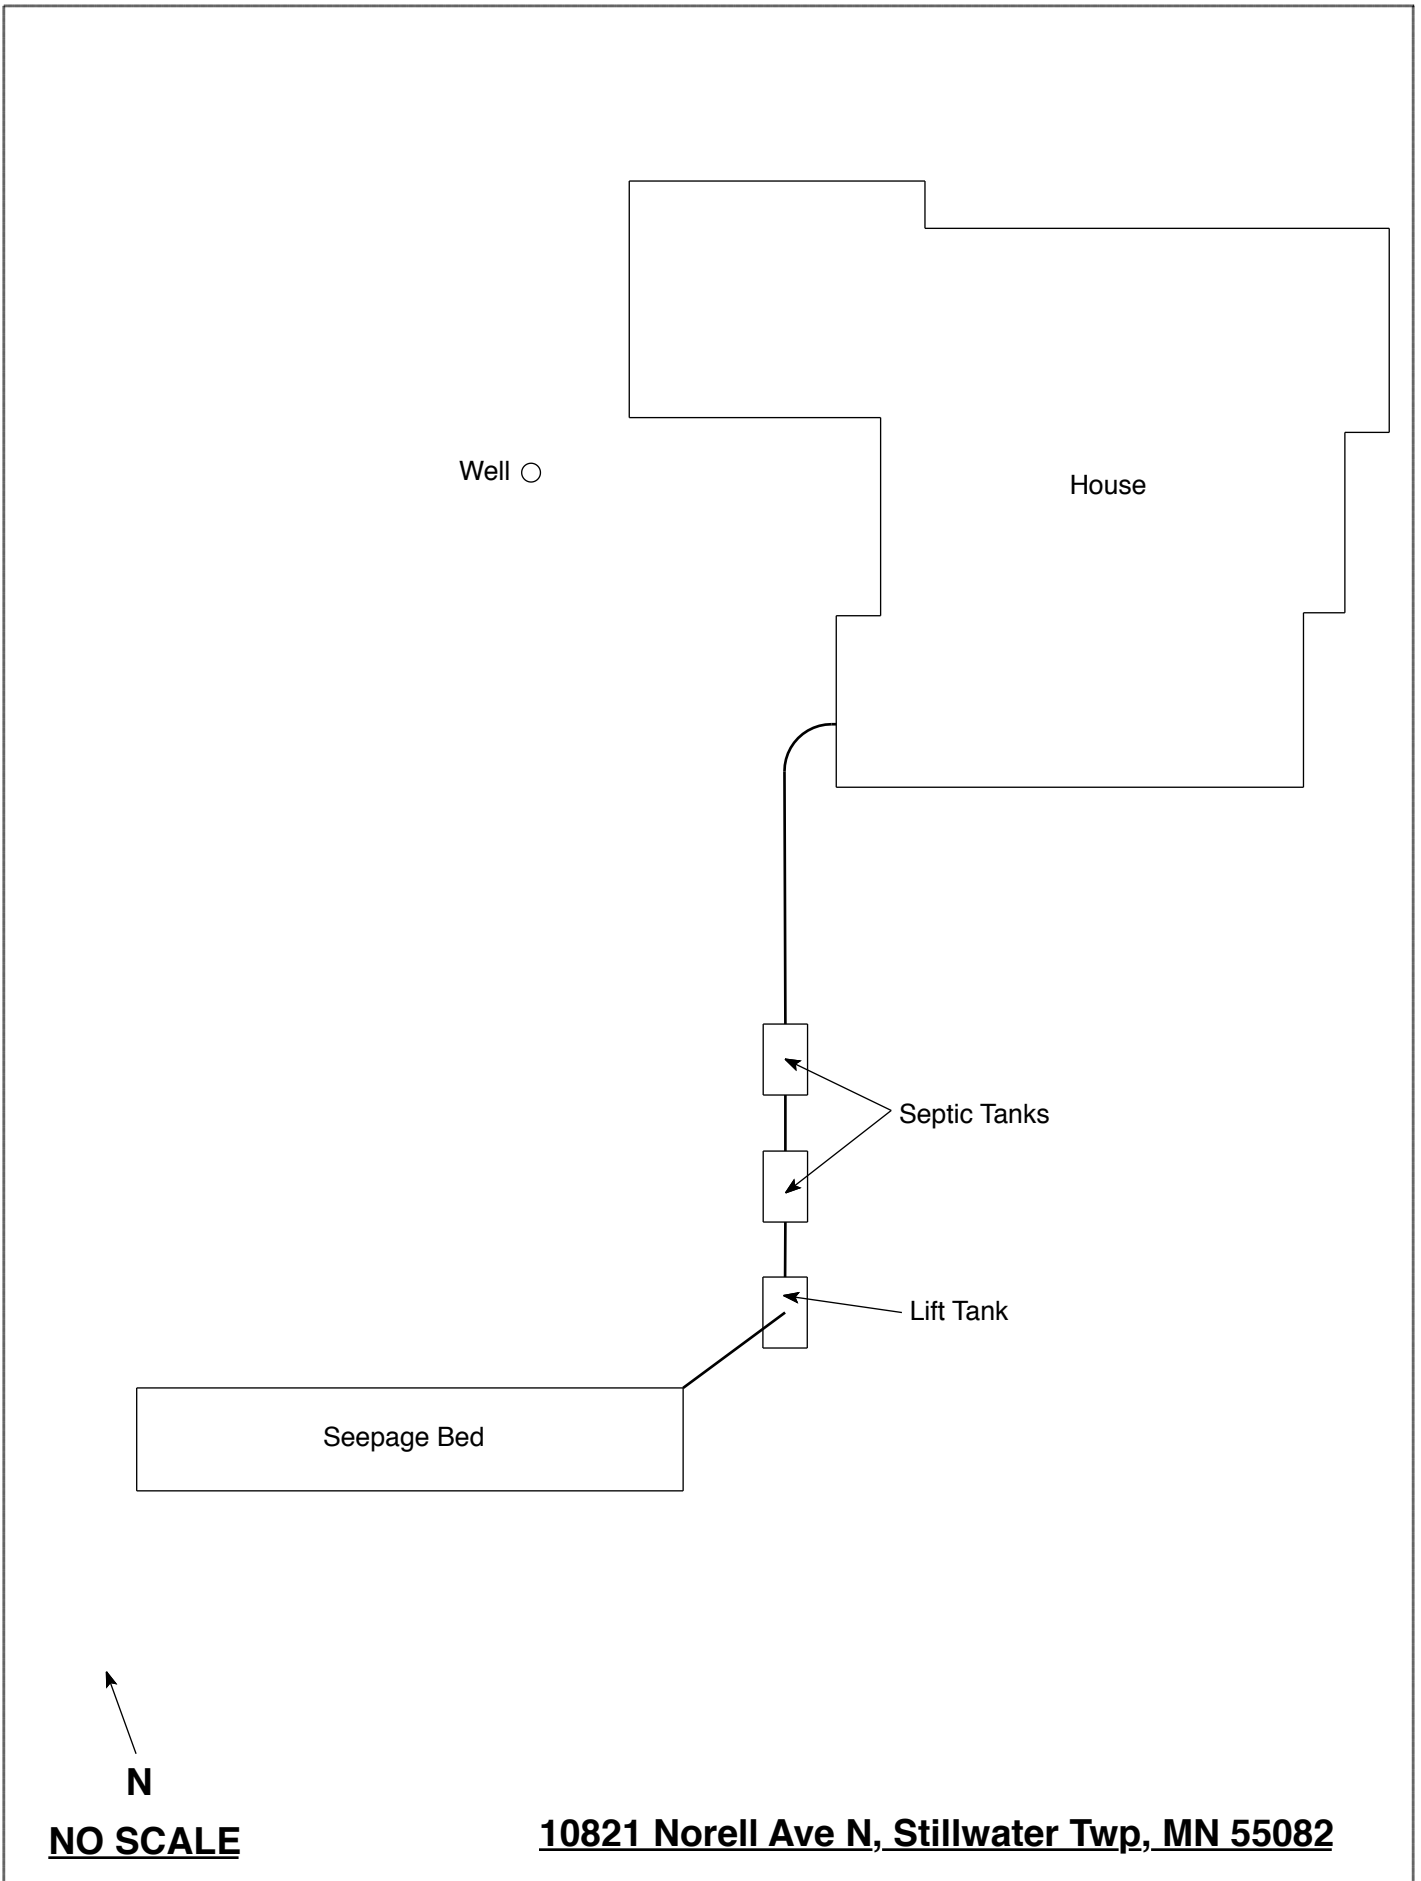 Well
House
Septic Tanks
Lift Tank
Seepage Bed
N
NO SCALE
10821 Norell Ave N, Stillwater Twp, MN 55082